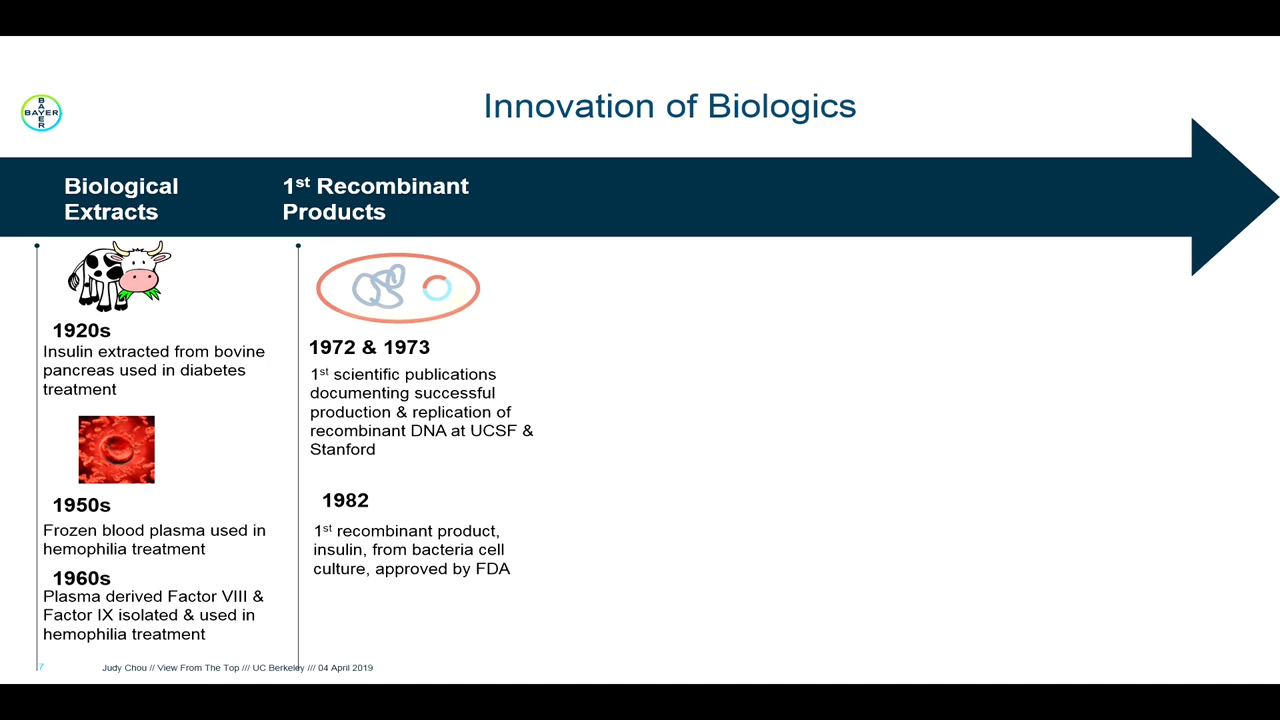 Innovation of Biologics
BAYER
BAYER
Biological
Extracts
1st Recombinant
Products
1920s
Insulin extracted from bovine
pancreas used in diabetes
treatment
1950s
Frozen blood plasma used in
hemophilia treatment
1960s
Plasma derived Factor VIII &
Factor IX isolated & used in
hemophilia treatment
1972 & 1973
1st scientific publications
documenting successful
production & replication of
recombinant DNA at UCSF &
Stanford
1982
1st recombinant product,
insulin, from bacteria cell
culture, approved by FDA
7
Judy Chou // View From The Top /// UC Berkeley /// 04 April 2019